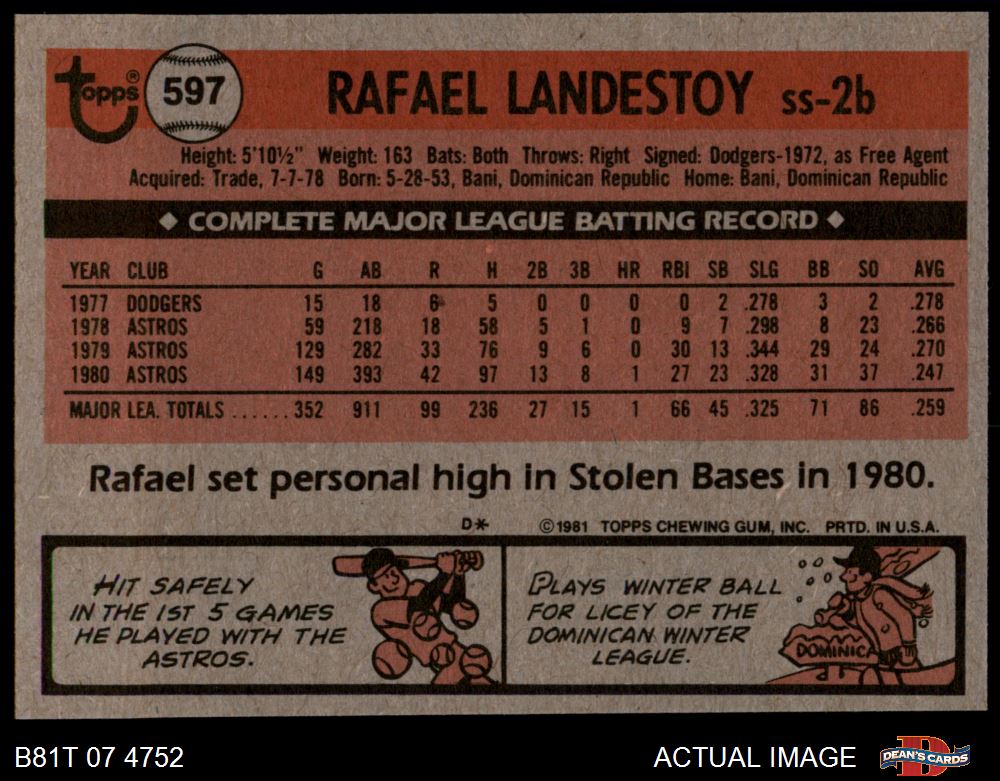 Topps®
597
RAFAEL LANDESTOY ss-2b
Height: 5'10½" Weight: 163 Bats: Both Throws: Right Signed: Dodgers-1972, as Free Agent
Acquired: Trade, 7-7-78 Born: 5-28-53, Bani, Dominican Republic Home: Bani, Dominican Republic
◆ COMPLETE MAJOR LEAGUE BATTING RECORD ◆
YEAR CLUB G AB R H 2B 3B HR RBI SB SLG BB SO AVG
1977 DODGERS 15 18 6 5 0 0 0 0 2 .278 3 2 .278
1978 ASTROS 59 218 18 58 5 1 0 9 7 .298 8 23 .266
1979 ASTROS 129 282 33 76 9 6 0 30 13 .344 29 24 .270
1980 ASTROS 149 393 42 97 13 8 1 27 23 .328 31 37 .247
MAJOR LEA. TOTALS ......352 911 99 236 27 15 1 66 45 .325 71 86 .259
Rafael set personal high in Stolen Bases in 1980.
D* ©1981 TOPPS CHEWING GUM, INC. PRTD. IN U.S.A.
HIT SAFELY
IN THE 1ST 5 GAMES
HE PLAYED WITH THE
ASTROS.
PLAYS WINTER BALL
FOR LICEY OF THE
DOMINICAN WINTER
LEAGUE.
DOMINICA
B81T 07 4752
ACTUAL IMAGE
DEAN'S CARDS